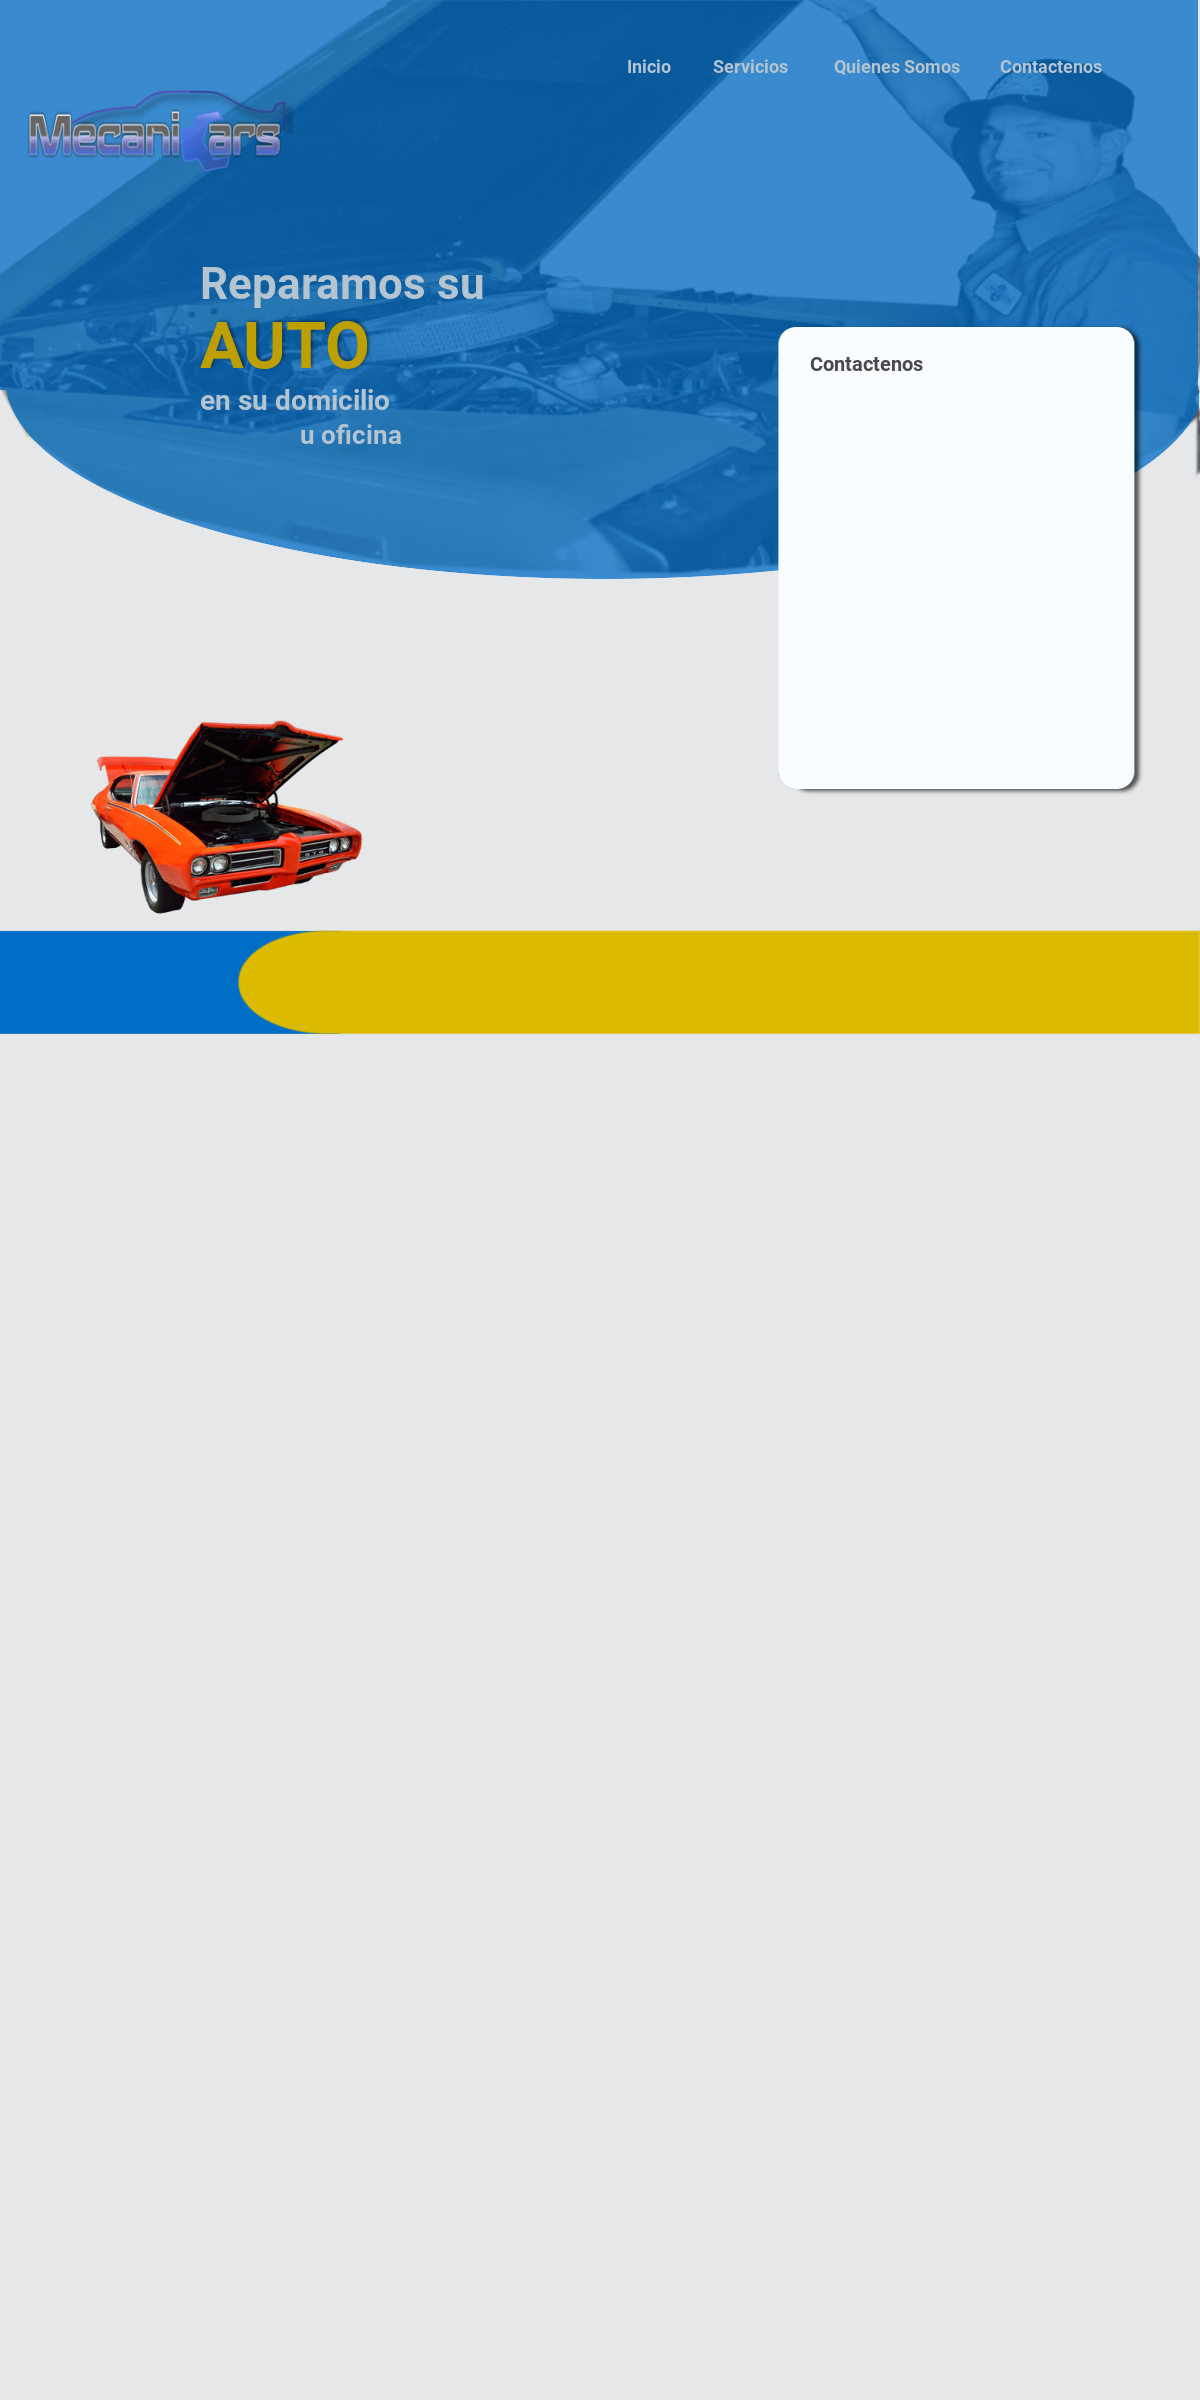 Inicio Servicios Quienes Somos Contactenos
MecaniCars
Reparamos su
AUTO
en su domicilio
u oficina
Contactenos